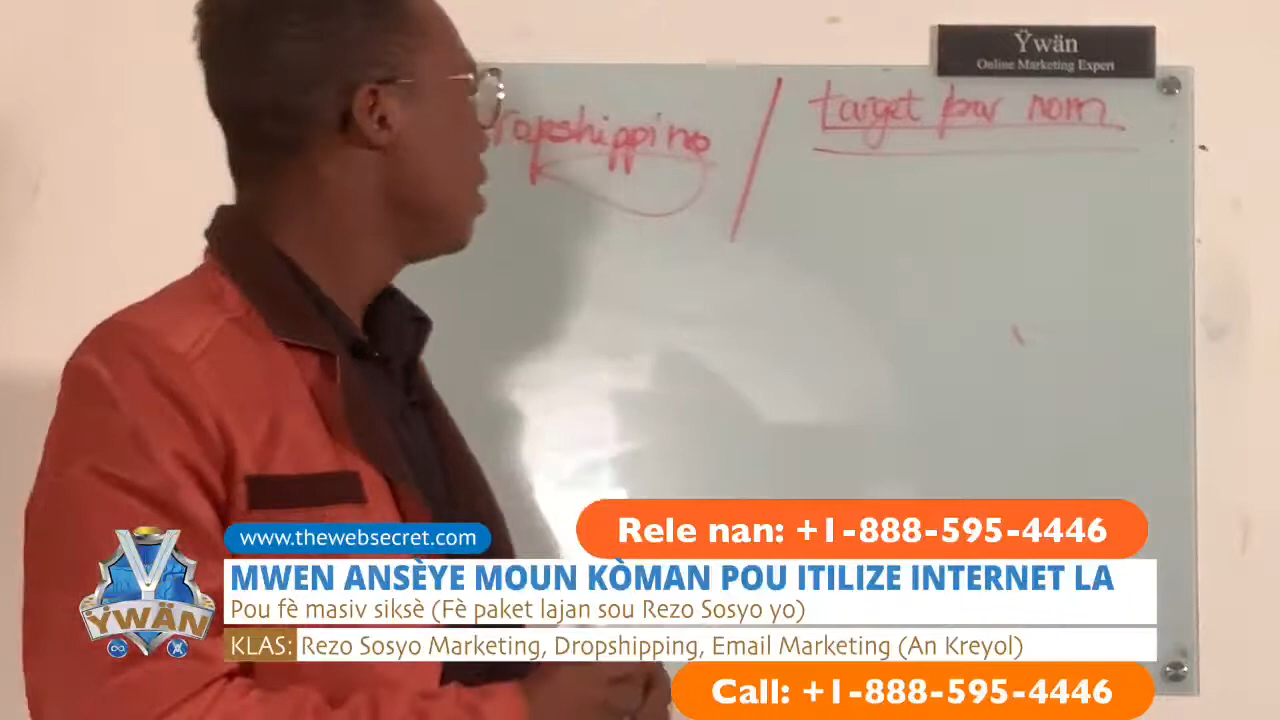 Ÿwän
Online Marketing Expert
ropshipping / target par nom
www.thewebsecret.com
Rele nan: +1-888-595-4446
MWEN ANSÈYE MOUN KÒMAN POU ITILIZE INTERNET LA
Pou fè masiv siksè (Fè paket lajan sou Rezo Sosyo yo)
ŸWÄN
KLAS: Rezo Sosyo Marketing, Dropshipping, Email Marketing (An Kreyol)
Call: +1-888-595-4446